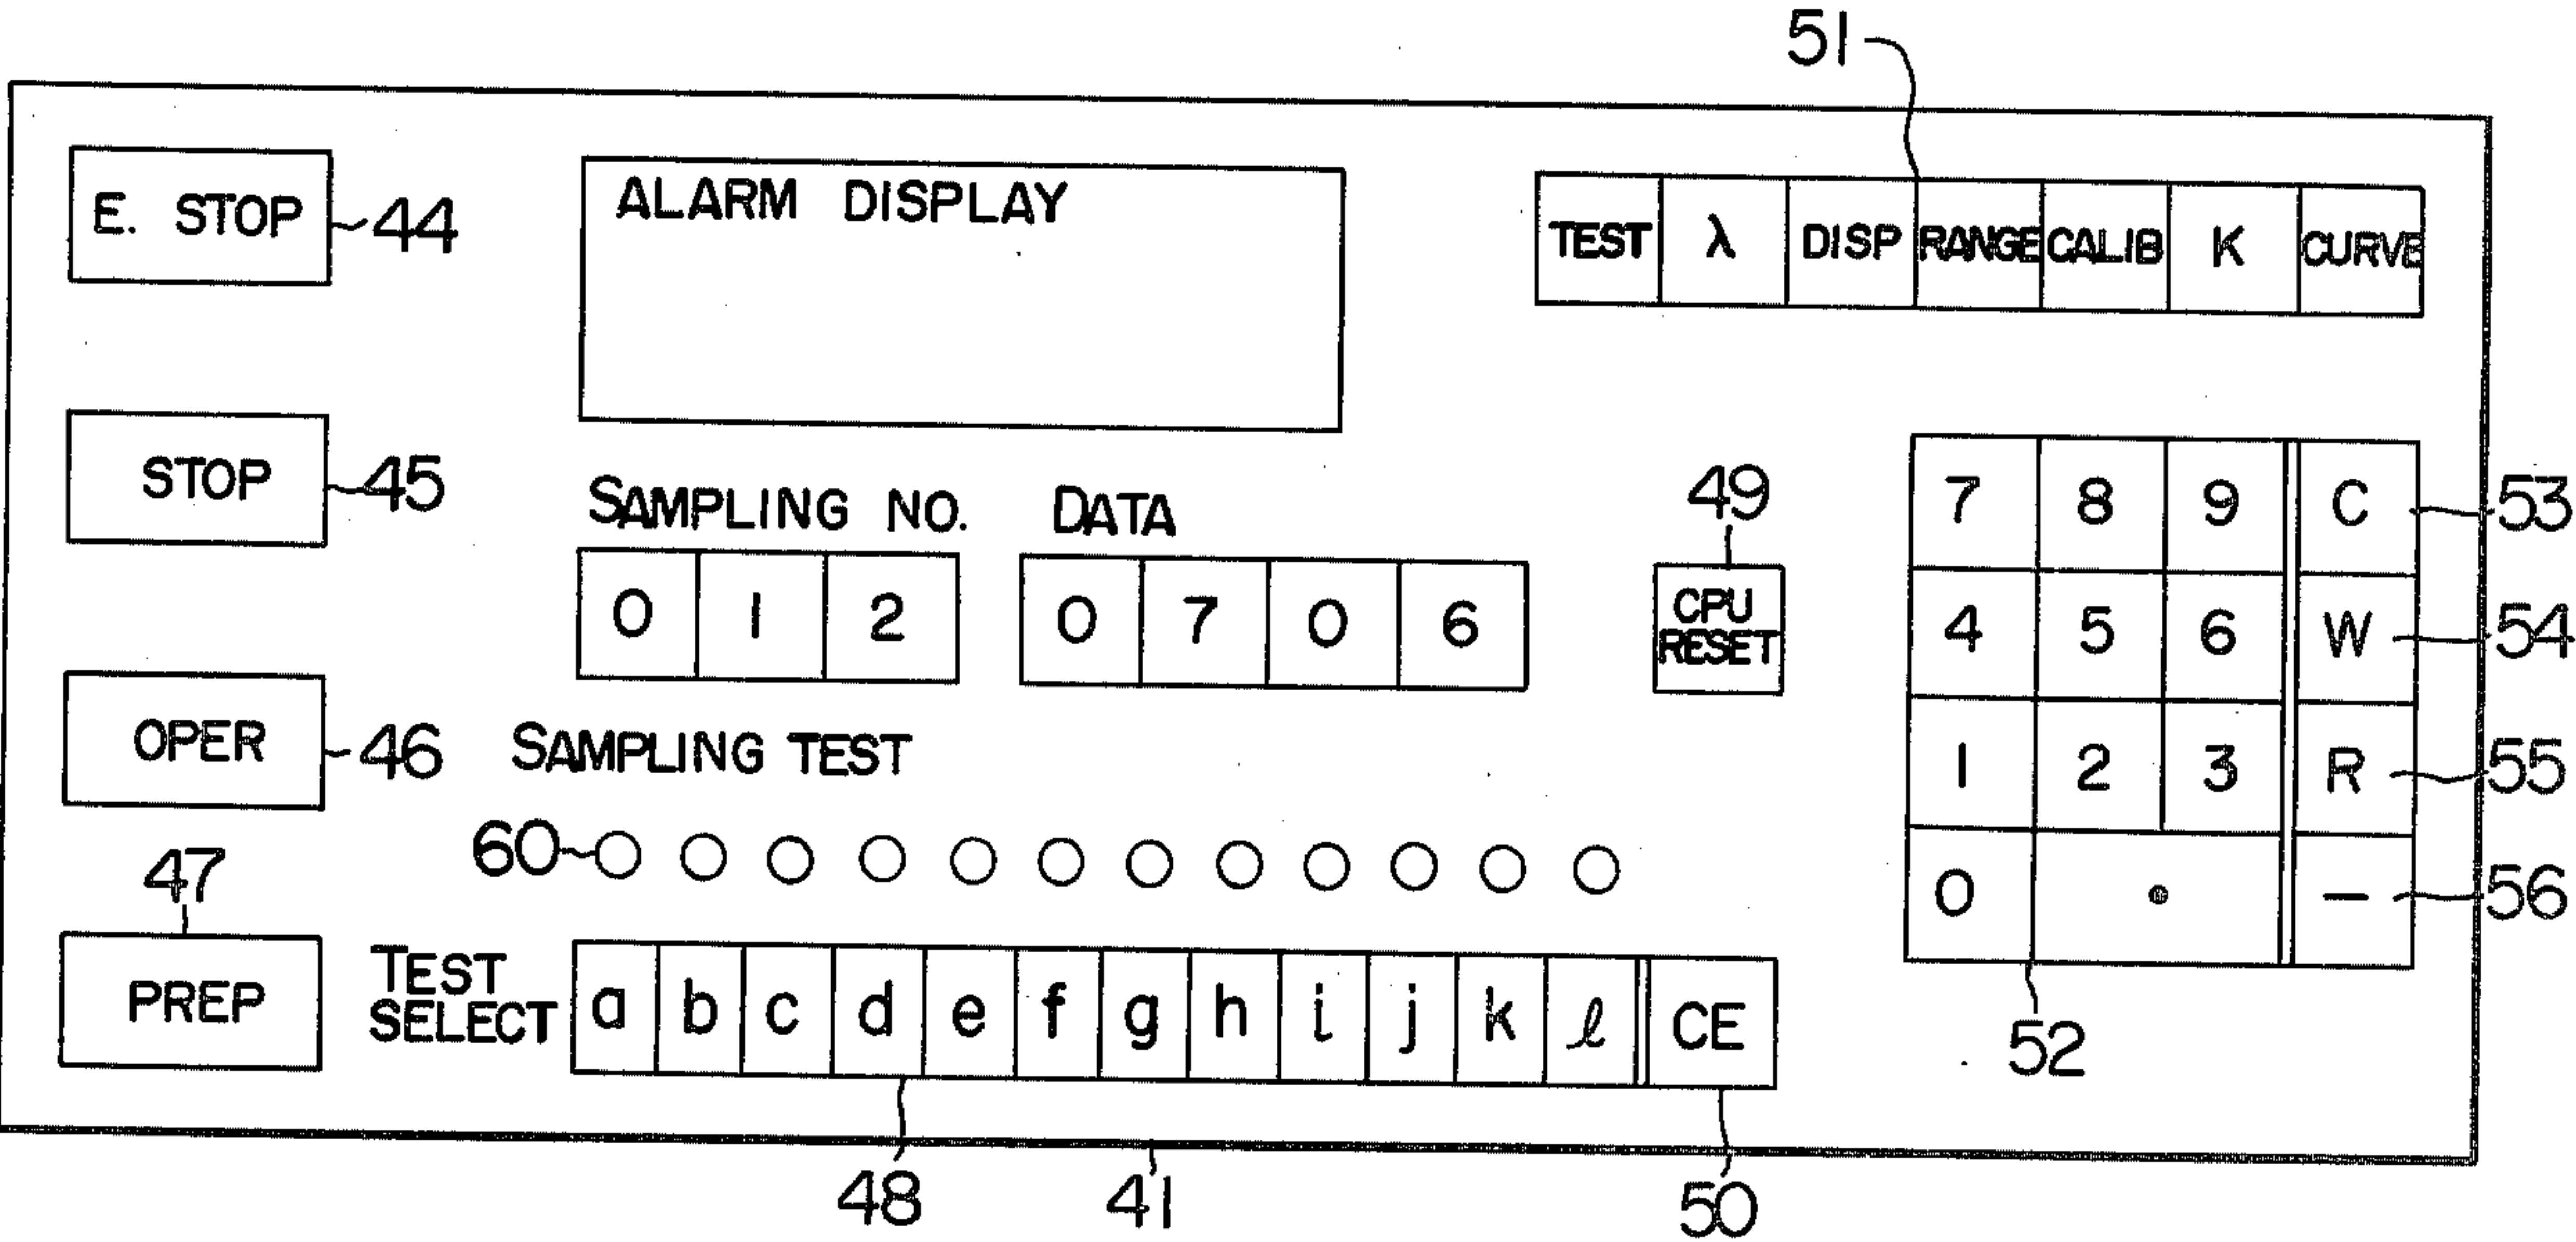 51
E. STOP 44
ALARM DISPLAY
TEST λ DISP RANGE CALIB K CURVE
STOP 45
SAMPLING NO. DATA
49
7 8 9 C 53
0 1 2 0 7 0 6
CPU
RESET
4 5 6 W 54
OPER 46
SAMPLING TEST
1 2 3 R 55
60
47
0 . — 56
PREP
TEST
SELECT
a b c d e f g h i j k ℓ CE
52
48 41 50